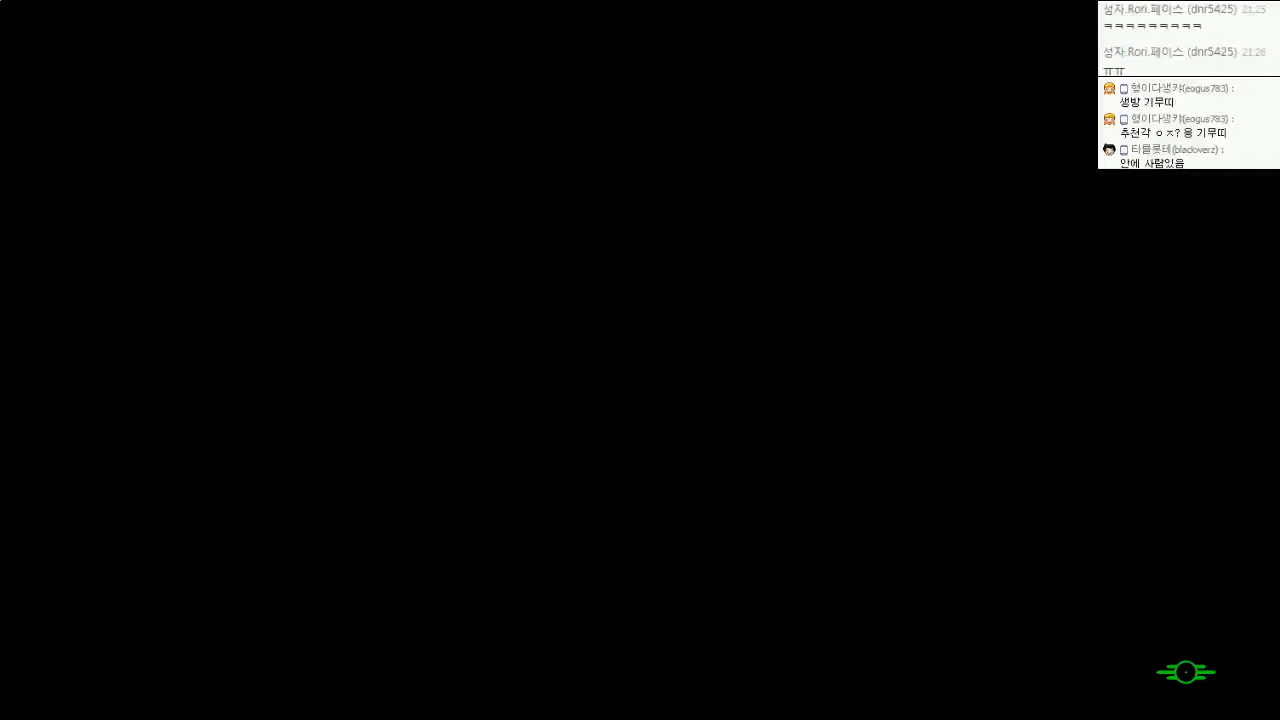 성자.Rori.페이스 (dnr5425) 21:25
ㅋㅋㅋㅋㅋㅋㅋㅋㅋ
성자.Rori.페이스 (dnr5425) 21:26
ㅠㅠ
형이다생캬(eogus783) :
생방 기무띠
형이다생캬(eogus783) :
추천각 ㅇㅈ? 응 기무띠
타믈롯테(blackwerz) :
안에 사람있음